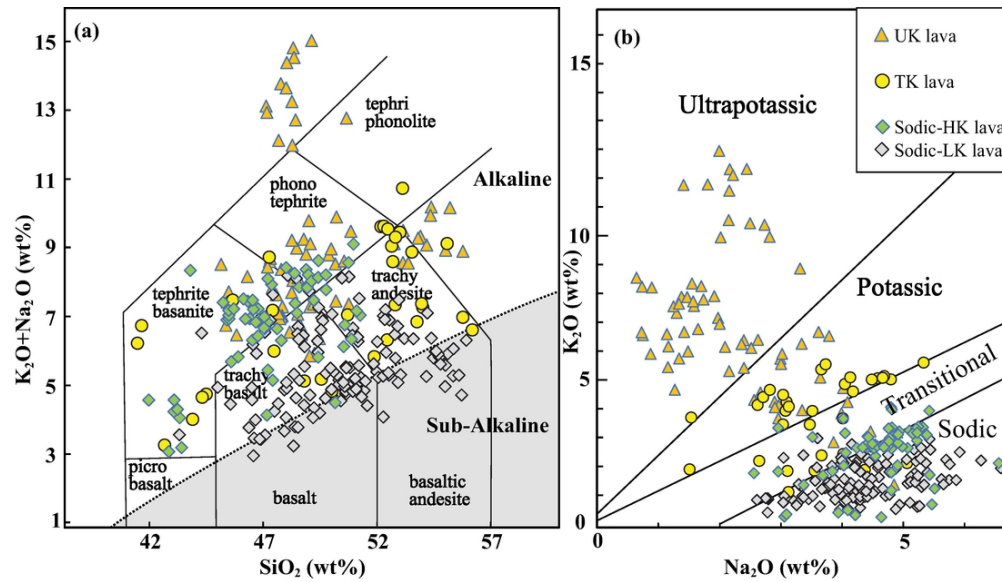 (a)
15
13
11
9
7
5
3
1
K₂O+Na₂O (wt%)
tephri
phonolite
Alkaline
phono
tephrite
tephrite
basanite
trachy
andesite
trachy
basalt
Sub-Alkaline
picro
basalt
basalt
basaltic
andesite
42
47
52
57
SiO₂ (wt%)
(b)
15
10
5
0
K₂O (wt%)
UK lava
TK lava
Sodic-HK lava
Sodic-LK lava
Ultrapotassic
Potassic
Transitional
Sodic
0
5
Na₂O (wt%)